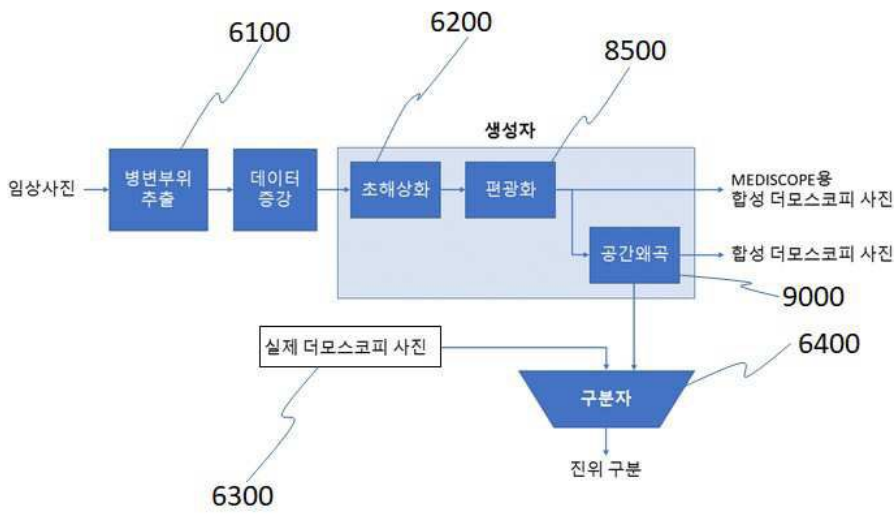 6100
6200
8500
생성자
임상사진
병변부위
추출
데이터
증강
초해상화
편광화
MEDISCOPE용
합성 더모스코피 사진
공간왜곡
합성 더모스코피 사진
9000
실제 더모스코피 사진
6400
구분자
진위 구분
6300